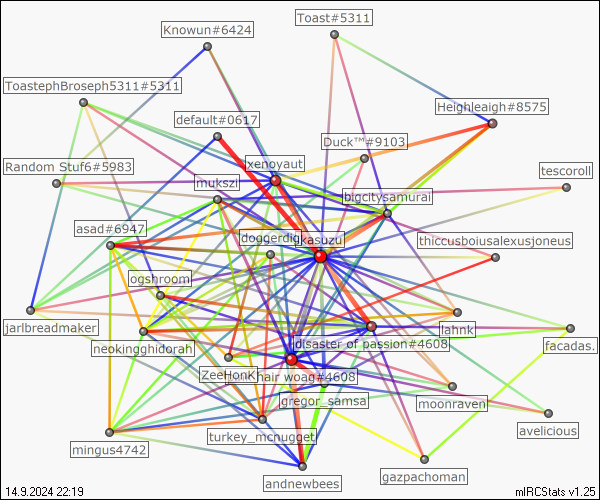 Toast#5311
Knowun#6424
ToastephBroseph5311#5311
Heighleaigh#8575
default#0617
Duck™#9103
xenoyaut
Random Stuf6#5983
tescoroll
mukszil
bigcitysamurai
asad#6947
doggerdigg
kasuzu
thiccusboiusalexusjoneus
ogshroom
jarlbreadmaker
lahnk
neokingghidorah
disaster of passion#4608
facadas.
ZeeHonK
hair woag#4608
gregor_samsa
moonraven
avelicious
turkey_mcnugget
mingus4742
andnewbees
gazpachoman
14.9.2024 22:19
mIRCStats v1.25